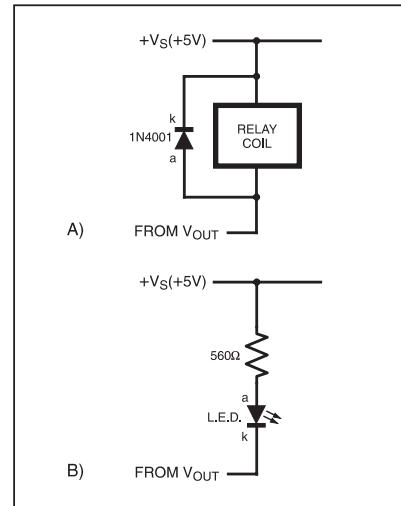 +VS(+5V)
k
1N4001
a
RELAY
COIL
A) FROM VOUT
+VS(+5V)
560Ω
a
L.E.D.
k
B) FROM VOUT